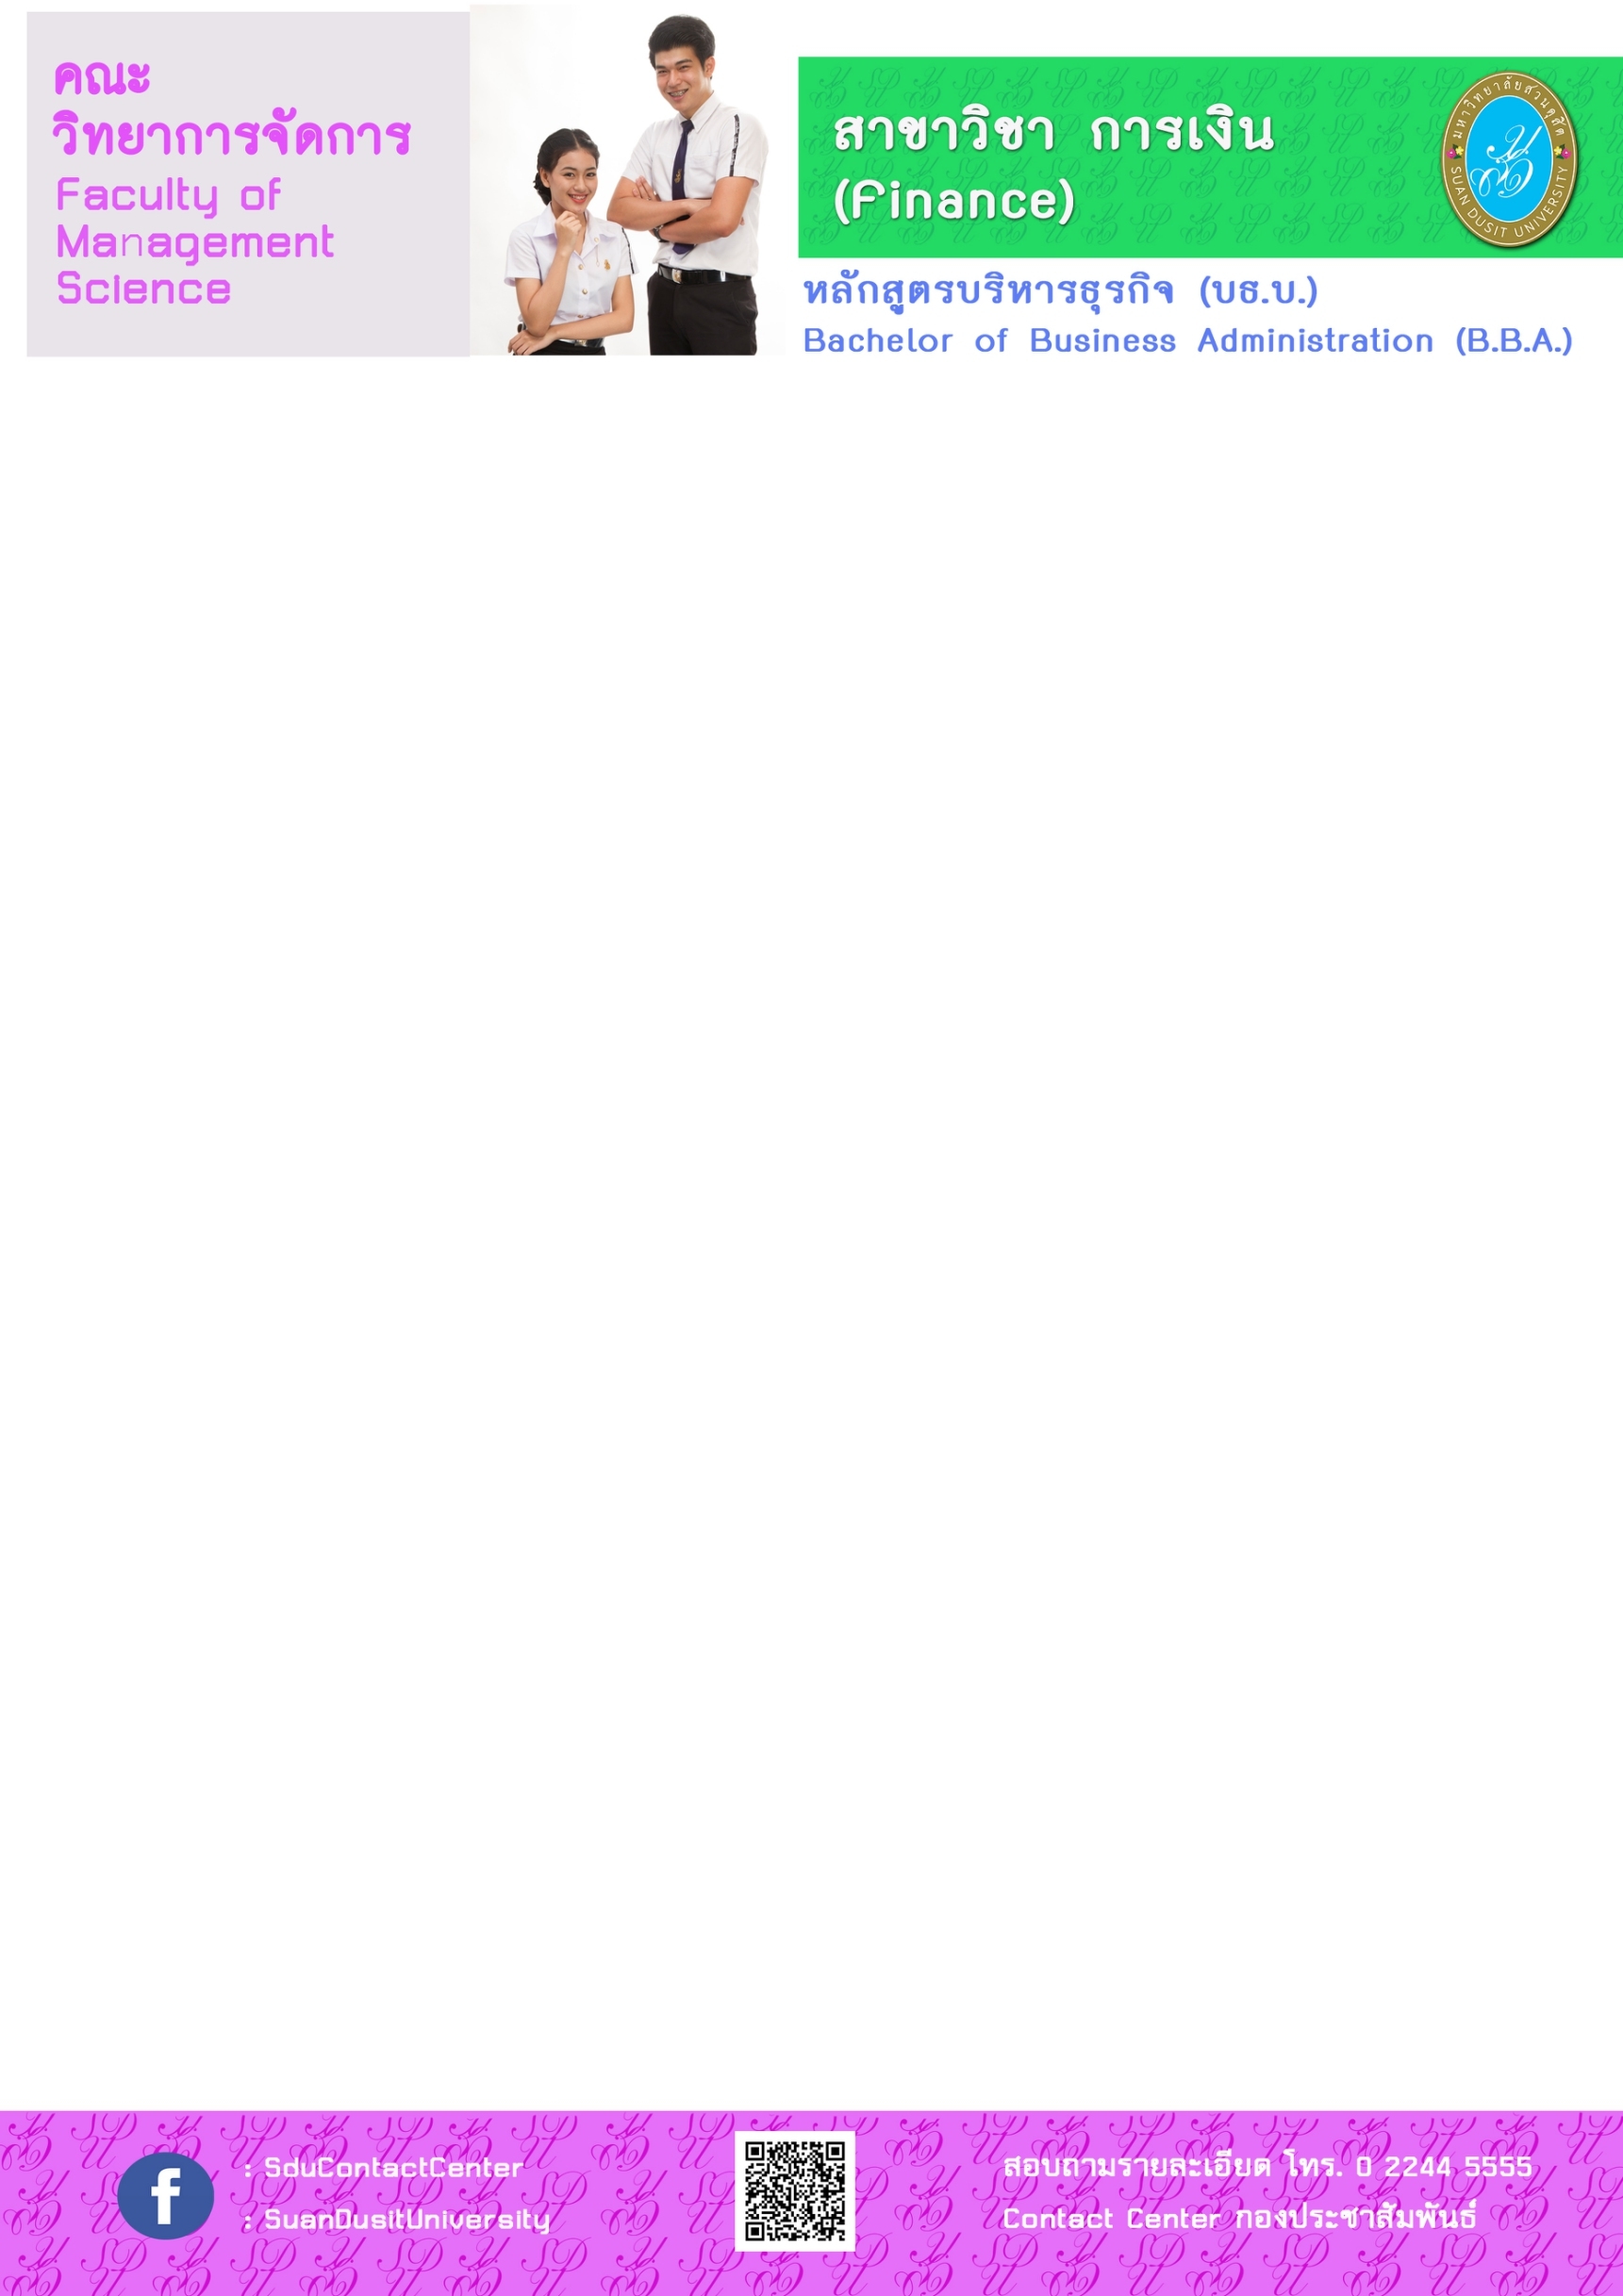 คณะ
วิทยาการจัดการ
Faculty of
Management
Science
สาขาวิชา การเงิน
(Finance)
มหาวิทยาลัยสวนดุสิต
SUAN DUSIT UNIVERSITY
หลักสูตรบริหารธุรกิจ (บธ.บ.)
Bachelor of Business Administration (B.B.A.)
: SduContactCenter
: SuanDusitUniversity
สอบถามรายละเอียด โทร. 0 2244 5555
Contact Center กองประชาสัมพันธ์